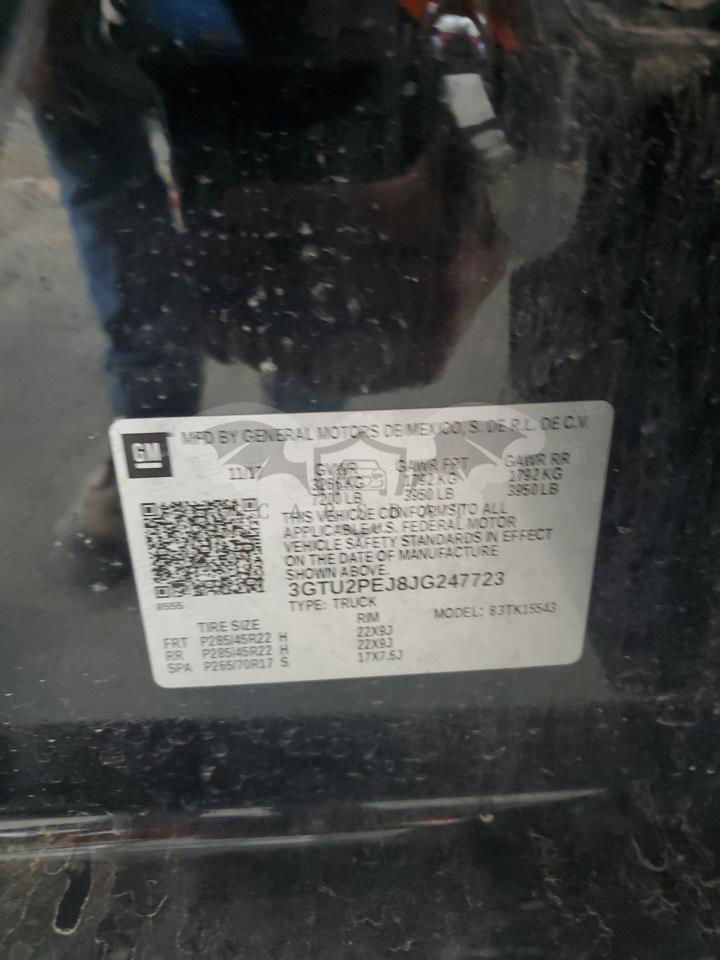 GM
MFD BY GENERAL MOTORS DE MEXICO, S. DE R.L. DE C.V.
11/17 GVWR GAWR FRT GAWR RR
3266 KG 1792 KG 1792 KG
7200 LB 3950 LB 3950 LB
THIS VEHICLE CONFORMS TO ALL
APPLICABLE U.S. FEDERAL MOTOR
VEHICLE SAFETY STANDARDS IN EFFECT
ON THE DATE OF MANUFACTURE
SHOWN ABOVE.
3GTU2PEJ8JG247723
8555 TYPE: TRUCK MODEL: 83TK15543
TIRE SIZE RIM
FRT P285/45R22 H 22X9J
RR P285/45R22 H 22X9J
SPA P265/70R17 S 17X7.5J